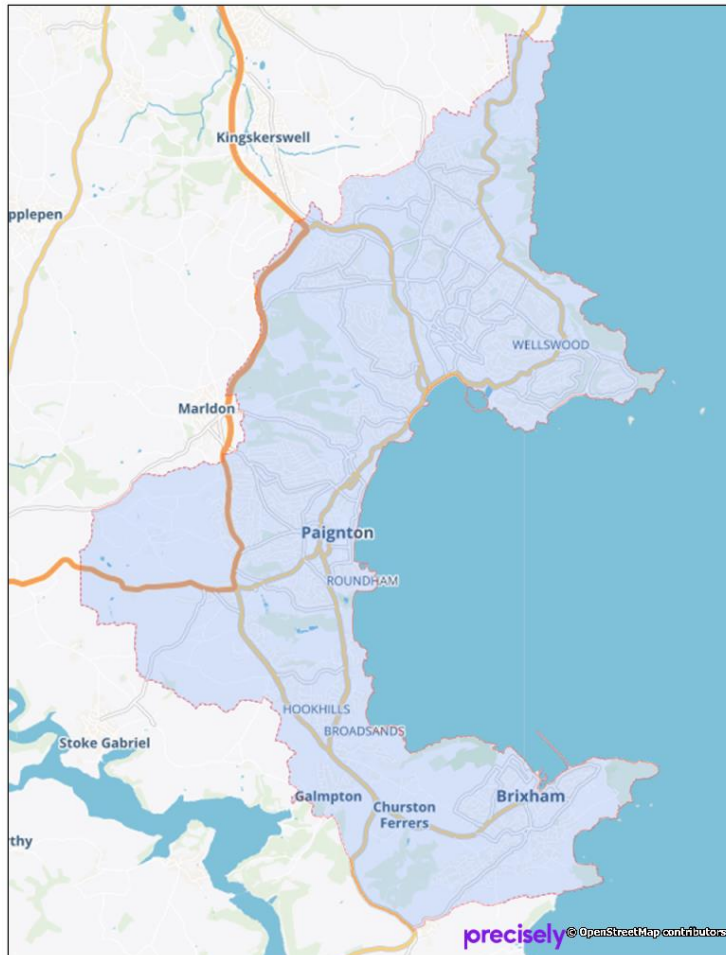 Kingskerswell
pplepen
WELLSWOOD
Marldon
Paignton
ROUNDHAM
HOOKHILLS
BROADSANDS
Stoke Gabriel
Galmpton
Churston
Ferrers
Brixham
rthy
precisely © OpenStreetMap contributors